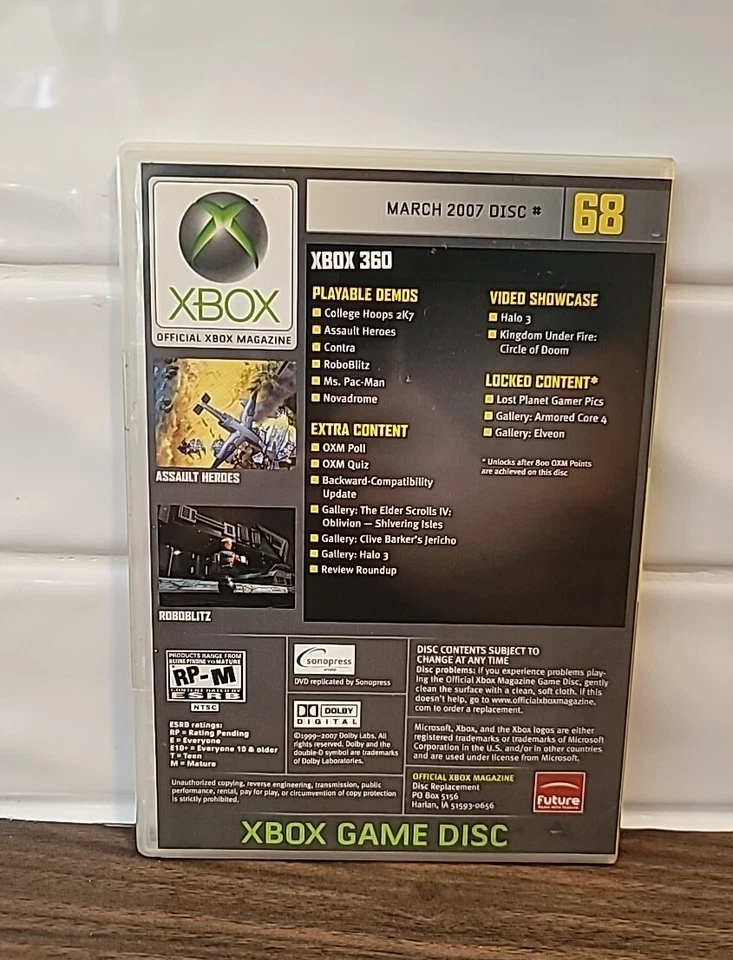 MARCH 2007 DISC # 68
XBOX
OFFICIAL XBOX MAGAZINE
XBOX 360
PLAYABLE DEMOS
College Hoops 2K7
Assault Heroes
Contra
RoboBlitz
Ms. Pac-Man
Novadrome
EXTRA CONTENT
OXM Poll
OXM Quiz
Backward-Compatibility
Update
Gallery: The Elder Scrolls IV:
Oblivion — Shivering Isles
Gallery: Clive Barker's Jericho
Gallery: Halo 3
Review Roundup
VIDEO SHOWCASE
Halo 3
Kingdom Under Fire:
Circle of Doom
LOCKED CONTENT*
Lost Planet Gamer Pics
Gallery: Armored Core 4
Gallery: Elveon
* Unlocks after 800 OXM Points
are achieved on this disc
ASSAULT HEROES
ROBOBLITZ
PRODUCTS RANGE FROM
RATING PENDING TO MATURE
RP-M
CONTENT RATED BY
ESRB
NTSC
ESRB ratings:
RP = Rating Pending
E = Everyone
E10+ = Everyone 10 & older
T = Teen
M = Mature
sonopress
DVD replicated by Sonopress
DOLBY
DIGITAL
©1999–2007 Dolby Labs. All
rights reserved. Dolby and the
double-D symbol are trademarks
of Dolby Laboratories.
DISC CONTENTS SUBJECT TO
CHANGE AT ANY TIME
Disc problems: If you experience problems play-
ing the Official Xbox Magazine Game Disc, gently
clean the surface with a clean, soft cloth. If this
doesn't help, go to www.officialxboxmagazine.
com to order a replacement.
Microsoft, Xbox, and the Xbox logos are either
registered trademarks or trademarks of Microsoft
Corporation in the U.S. and/or in other countries
and are used under license from Microsoft.
Unauthorized copying, reverse engineering, transmission, public
performance, rental, pay for play, or circumvention of copy protection
is strictly prohibited.
OFFICIAL XBOX MAGAZINE
Disc Replacement
PO Box 5156
Harlan, IA 51593-0656
future
XBOX GAME DISC